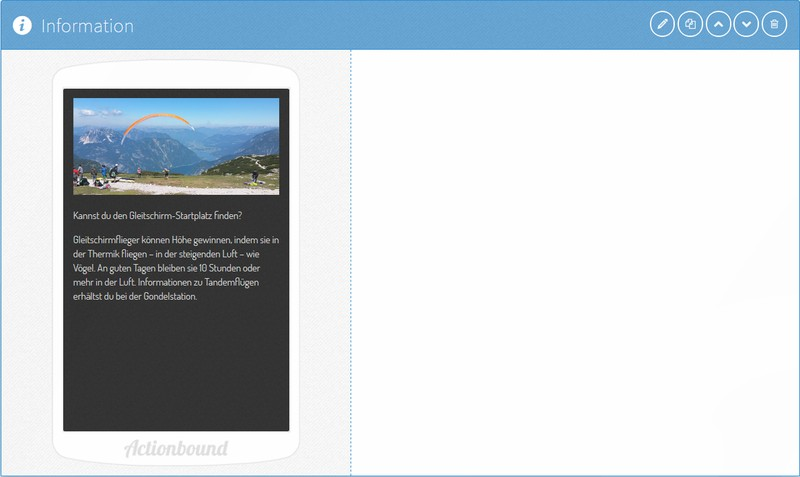 Information
Kannst du den Gleitschirm-Startplatz finden?
Gleitschirmflieger können Höhe gewinnen, indem sie in
der Thermik fliegen – in der steigenden Luft – wie
Vögel. An guten Tagen bleiben sie 10 Stunden oder
mehr in der Luft. Informationen zu Tandemflügen
erhältst du bei der Gondelstation.
Actionbound